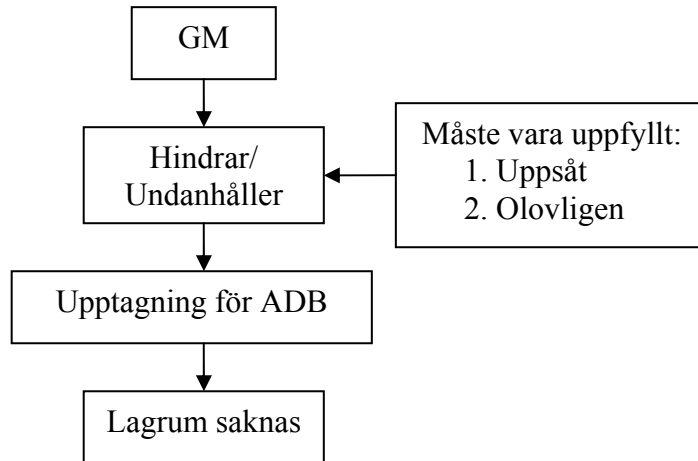 GM
Hindrar/
Undanhåller
Måste vara uppfyllt:
1. Uppsåt
2. Olovligen
Upptagning för ADB
Lagrum saknas